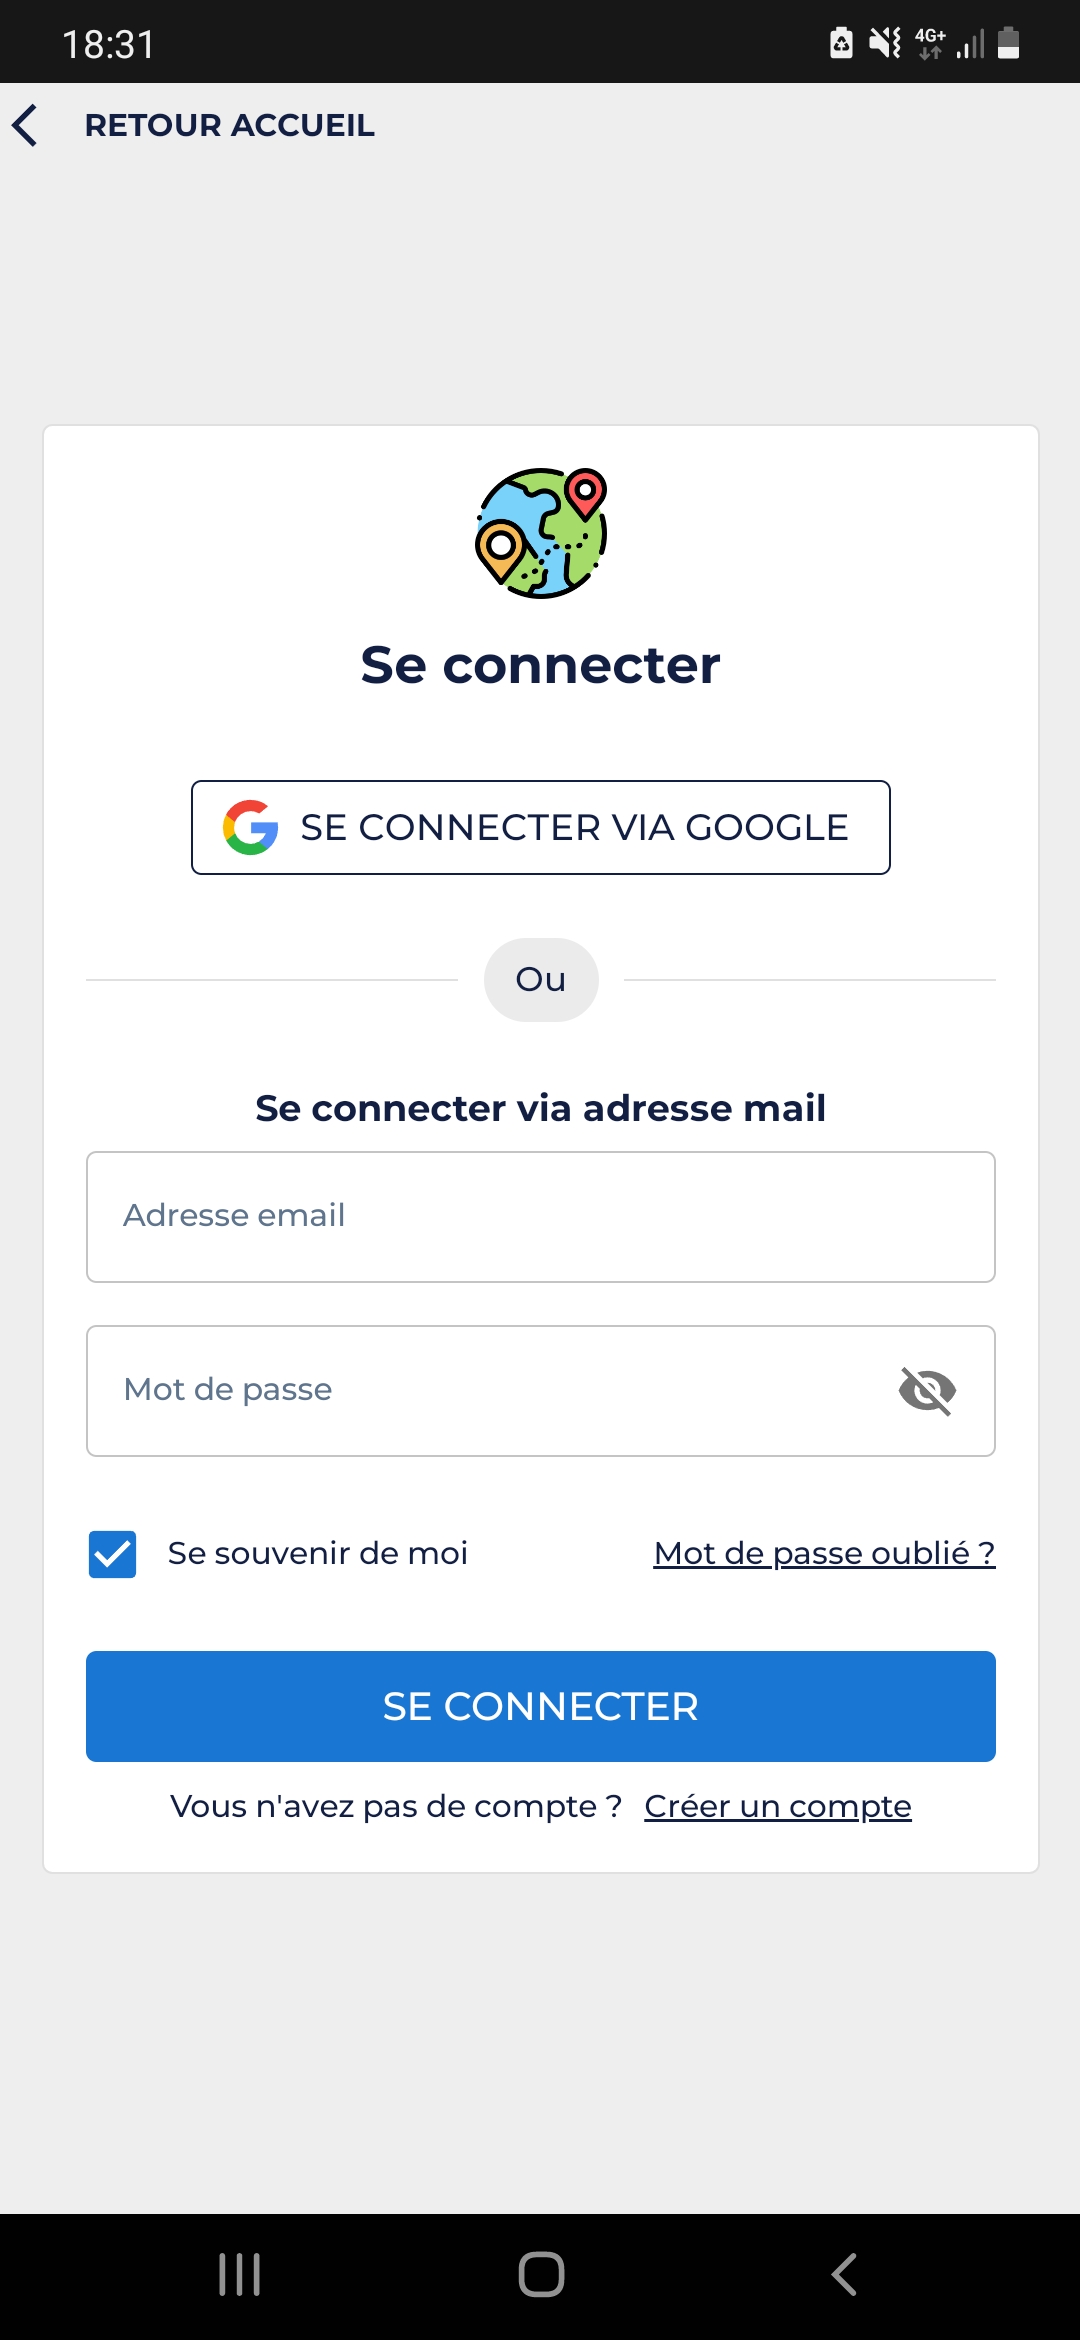 18:31
4G+
RETOUR ACCUEIL
Se connecter
SE CONNECTER VIA GOOGLE
Ou
Se connecter via adresse mail
Adresse email
Mot de passe
Se souvenir de moi
Mot de passe oublié ?
SE CONNECTER
Vous n'avez pas de compte ? Créer un compte